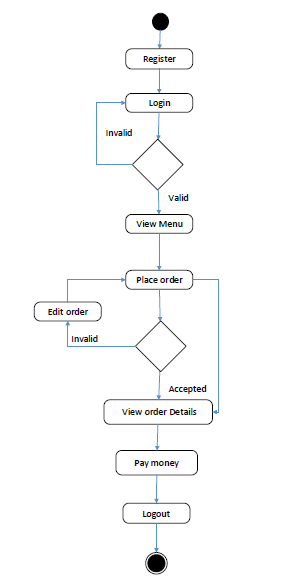 Register
Login
Invalid
Valid
View Menu
Place order
Edit order
Invalid
Accepted
View order Details
Pay money
Logout